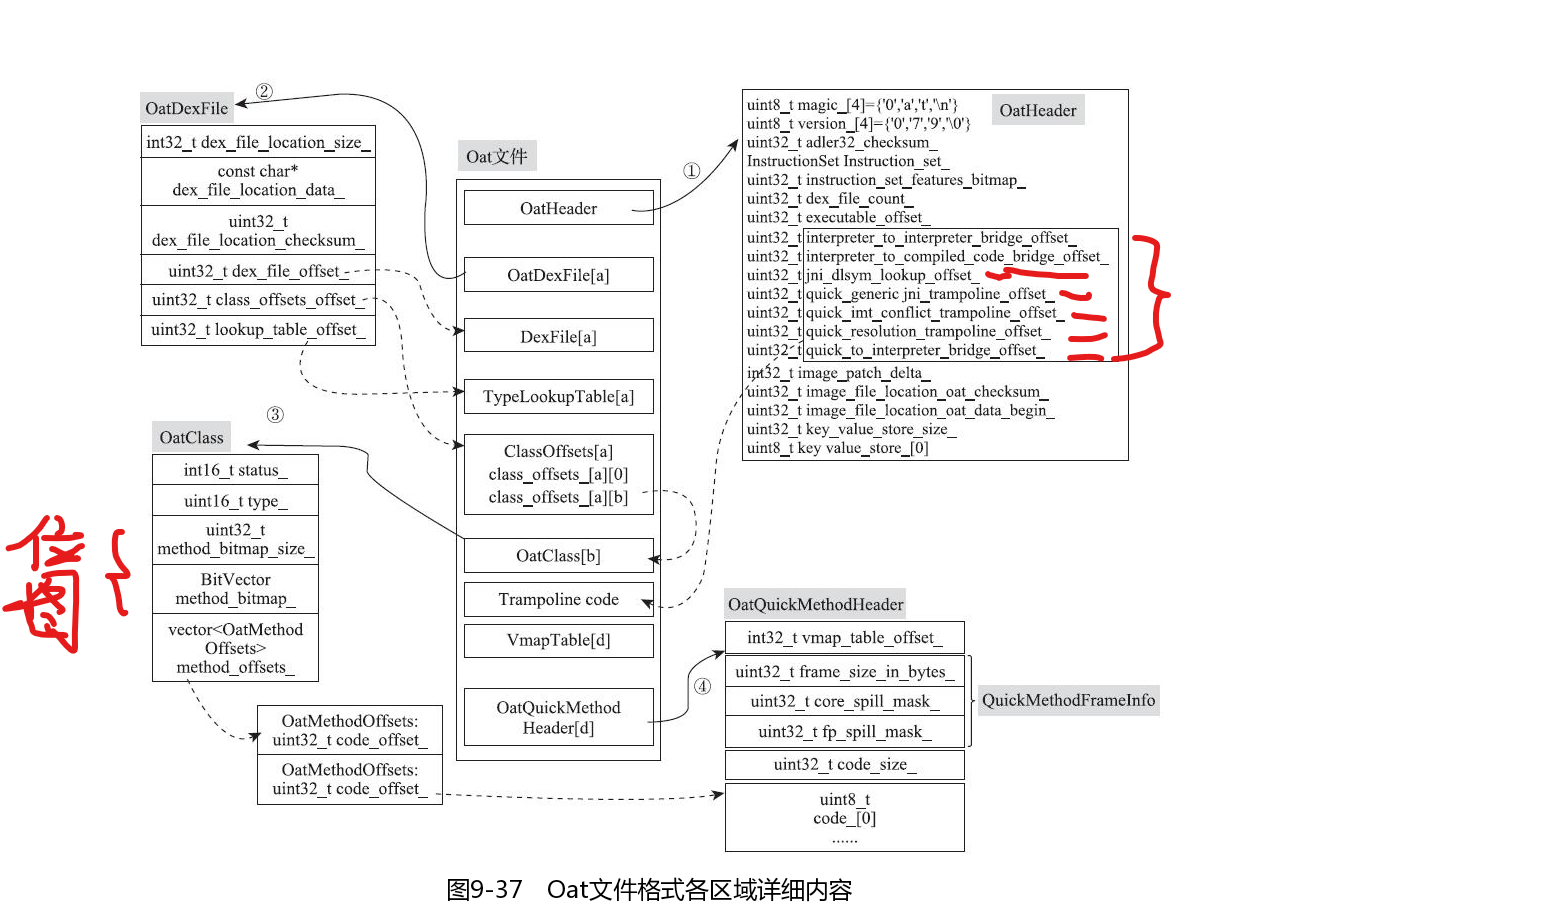 OatDexFile
int32_t dex_file_location_size_
const char*
dex_file_location_data_
uint32_t
dex_file_location_checksum_
uint32_t dex_file_offset_
uint32_t class_offsets_offset_
uint32_t lookup_table_offset_
②
Oat文件
OatHeader
OatDexFile[a]
DexFile[a]
TypeLookupTable[a]
ClassOffsets[a]
class_offsets_[a][0]
class_offsets_[a][b]
OatClass[b]
Trampoline code
VmapTable[d]
OatQuickMethod
Header[d]
①
OatHeader
uint8_t magic_[4]={'0','a','t','\n'}
uint8_t version_[4]={'0','7','9','\0'}
uint32_t adler32_checksum_
InstructionSet Instruction_set_
uint32_t instruction_set_features_bitmap_
uint32_t dex_file_count_
uint32_t executable_offset_
uint32_t interpreter_to_interpreter_bridge_offset_
uint32_t interpreter_to_compiled_code_bridge_offset_
uint32_t jni_dlsym_lookup_offset_
uint32_t quick_generic jni_trampoline_offset_
uint32_t quick_imt_conflict_trampoline_offset_
uint32_t quick_resolution_trampoline_offset_
uint32_t quick_to_interpreter_bridge_offset_
int32_t image_patch_delta_
uint32_t image_file_location_oat_checksum_
uint32_t image_file_location_oat_data_begin_
uint32_t key_value_store_size_
uint8_t key value_store_[0]
③
OatClass
int16_t status_
uint16_t type_
uint32_t
method_bitmap_size_
BitVector
method_bitmap_
vector<OatMethod
Offsets>
method_offsets_
位
图
OatMethodOffsets:
uint32_t code_offset_
OatMethodOffsets:
uint32_t code_offset_
④
OatQuickMethodHeader
int32_t vmap_table_offset_
uint32_t frame_size_in_bytes_
uint32_t core_spill_mask_
uint32_t fp_spill_mask_
QuickMethodFrameInfo
uint32_t code_size_
uint8_t
code_[0]
……
图9-37 Oat文件格式各区域详细内容